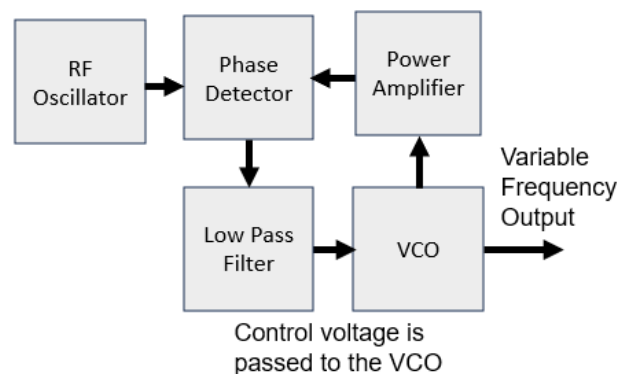 RF
Oscillator
Phase
Detector
Power
Amplifier
Variable
Frequency
Output
Low Pass
Filter
VCO
Control voltage is
passed to the VCO